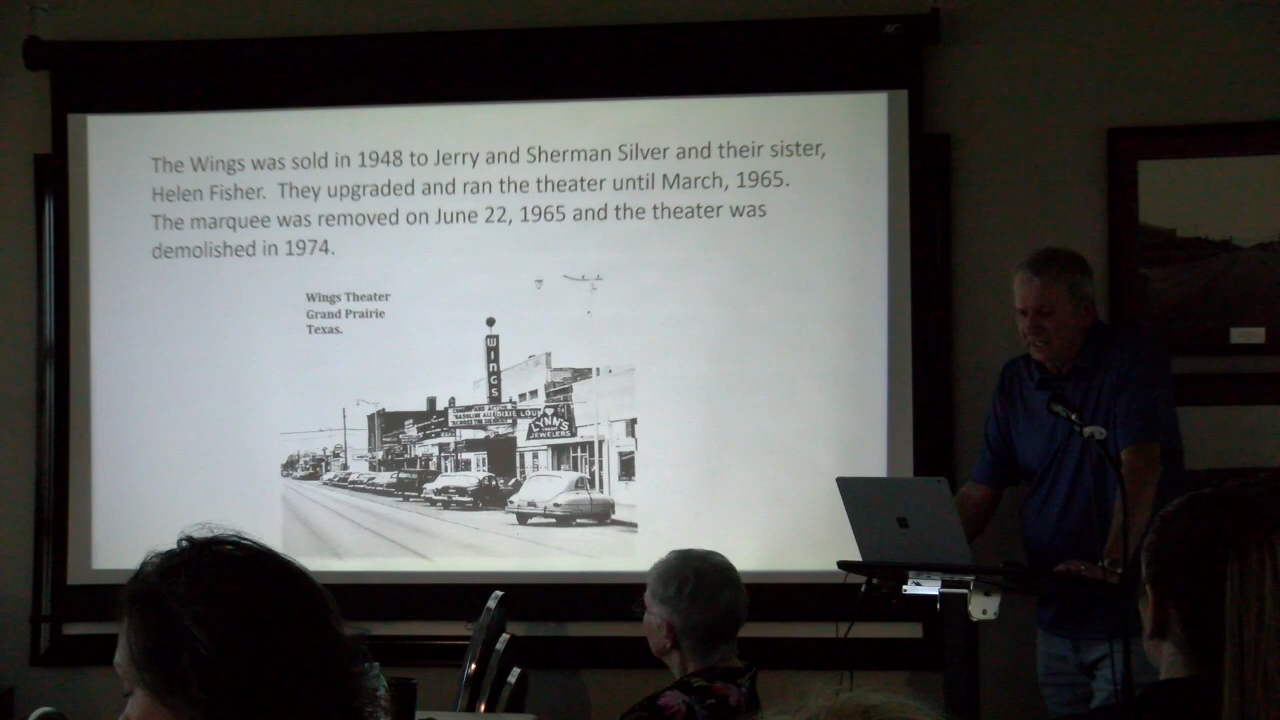 The Wings was sold in 1948 to Jerry and Sherman Silver and their sister,
Helen Fisher. They upgraded and ran the theater until March, 1965.
The marquee was removed on June 22, 1965 and the theater was
demolished in 1974.
Wings Theater
Grand Prairie
Texas.
WINGS
DIXIE
LYNN'S
JEWELERS